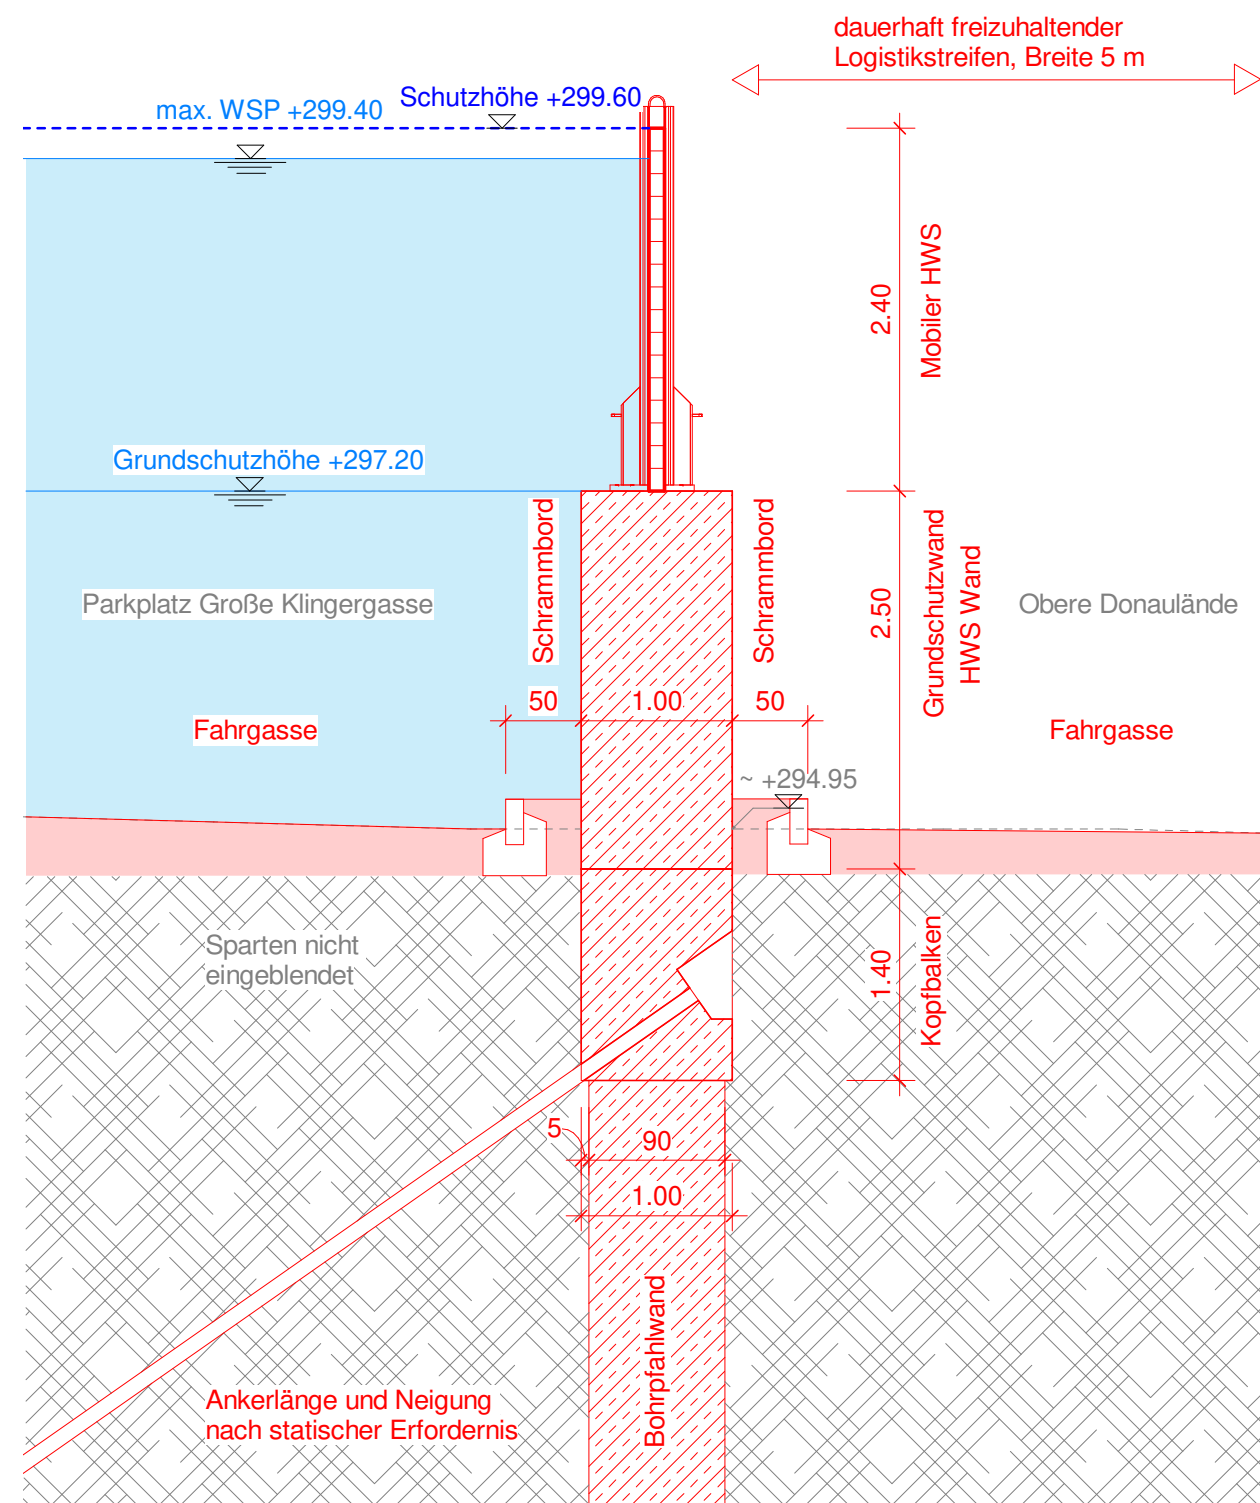 dauerhaft freizuhaltender
Logistikstreifen, Breite 5 m
Schutzhöhe +299.60
max. WSP +299.40
2.40
Mobiler HWS
Grundschutzhöhe +297.20
Schrammbord
Schrammbord
2.50
Grundschutzwand
HWS Wand
Parkplatz Große Klingergasse
Obere Donaulände
50
1.00
50
Fahrgasse
Fahrgasse
~ +294.95
Sparten nicht
eingeblendet
1.40
Kopfbalken
5
90
1.00
Bohrpfahlwand
Ankerlänge und Neigung
nach statischer Erfordernis